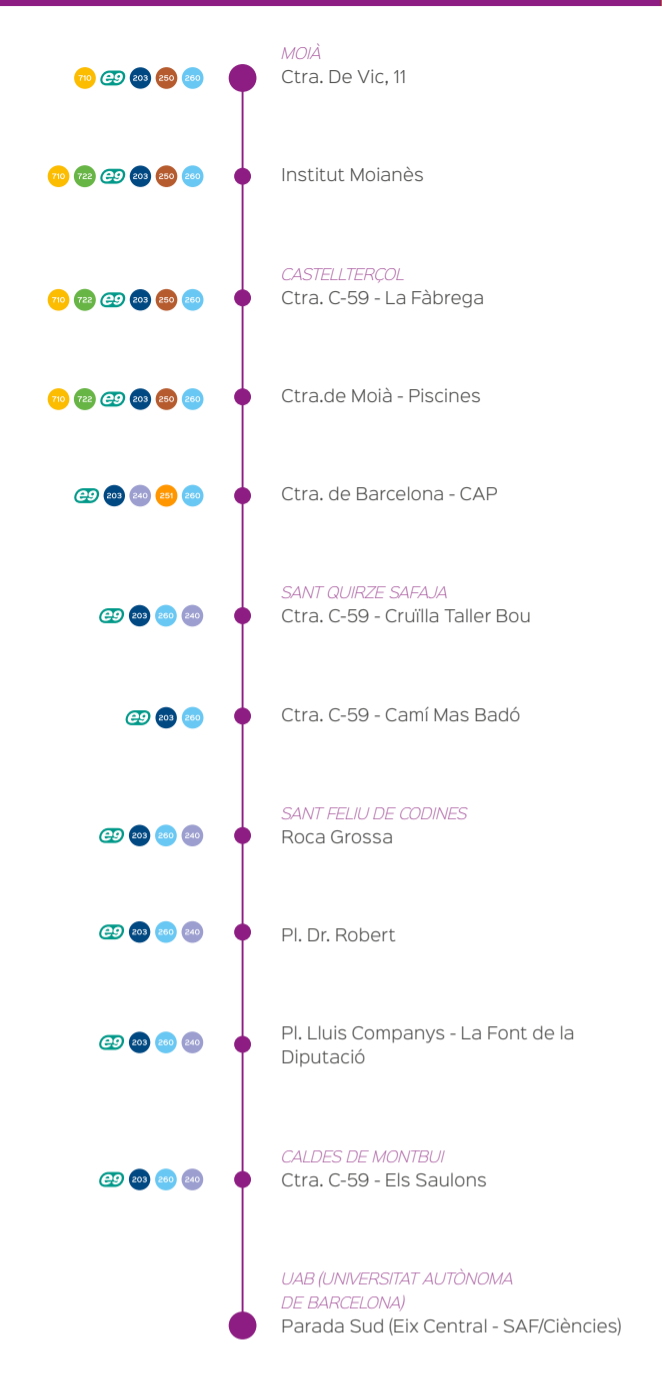 MOIÀ
710 e9 203 250 260
Ctra. De Vic, 11
710 722 e9 203 250 260
Institut Moianès
CASTELLTERÇOL
710 722 e9 203 250 260
Ctra. C-59 - La Fàbrega
710 722 e9 203 250 260
Ctra.de Moià - Piscines
e9 203 240 251 260
Ctra. de Barcelona - CAP
SANT QUIRZE SAFAJA
e9 203 260 240
Ctra. C-59 - Cruïlla Taller Bou
e9 203 260
Ctra. C-59 - Camí Mas Badó
SANT FELIU DE CODINES
e9 203 260 240
Roca Grossa
e9 203 260 240
Pl. Dr. Robert
e9 203 260 240
Pl. Lluis Companys - La Font de la
Diputació
CALDES DE MONTBUI
e9 203 260 240
Ctra. C-59 - Els Saulons
UAB (UNIVERSITAT AUTÒNOMA
DE BARCELONA)
Parada Sud (Eix Central - SAF/Ciències)